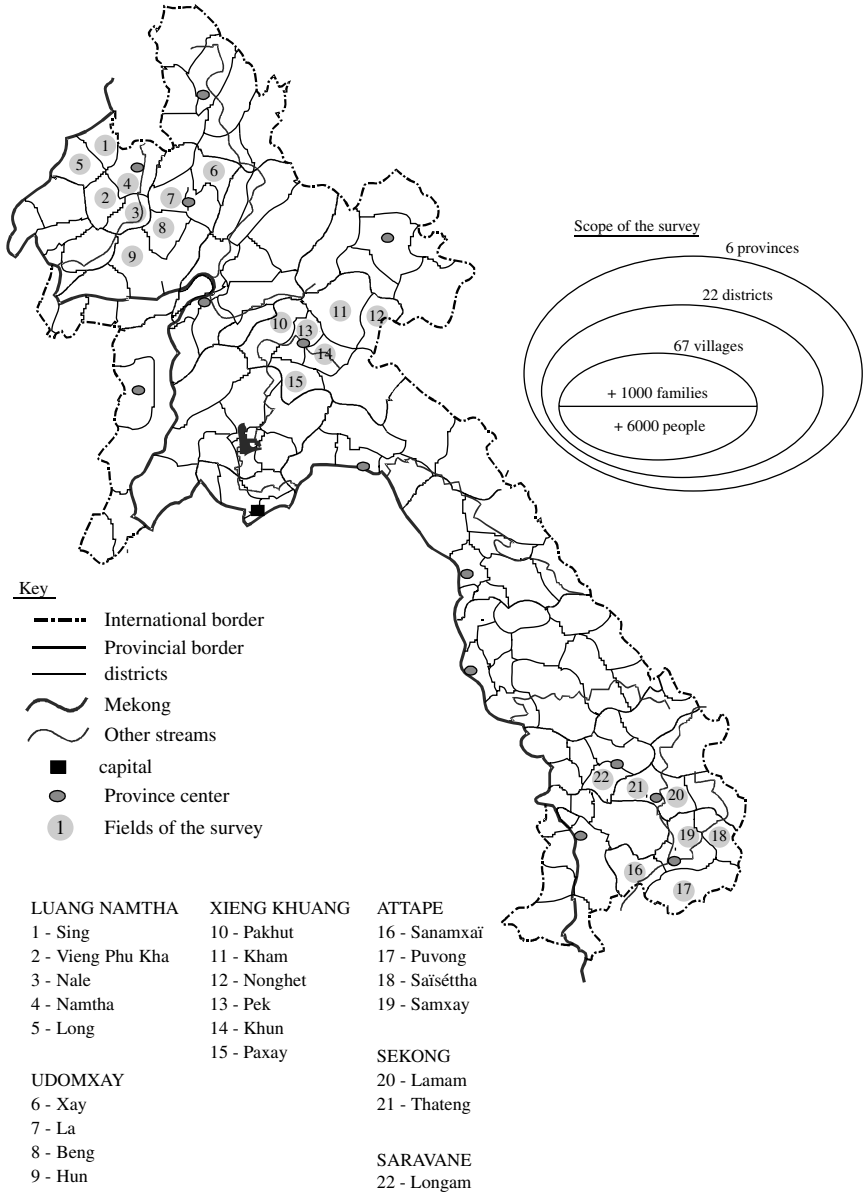 1
5
4
6
2
7
3
8
9
10
11
12
13
14
15
Scope of the survey
6 provinces
22 districts
67 villages
+ 1000 families
+ 6000 people
Key
International border
Provincial border
districts
Mekong
Other streams
capital
Province center
1 Fields of the survey
22
21
20
19
18
16
17
LUANG NAMTHA
1 - Sing
2 - Vieng Phu Kha
3 - Nale
4 - Namtha
5 - Long
UDOMXAY
6 - Xay
7 - La
8 - Beng
9 - Hun
XIENG KHUANG
10 - Pakhut
11 - Kham
12 - Nonghet
13 - Pek
14 - Khun
15 - Paxay
ATTAPE
16 - Sanamxaï
17 - Puvong
18 - Saïséttha
19 - Samxay
SEKONG
20 - Lamam
21 - Thateng
SARAVANE
22 - Longam